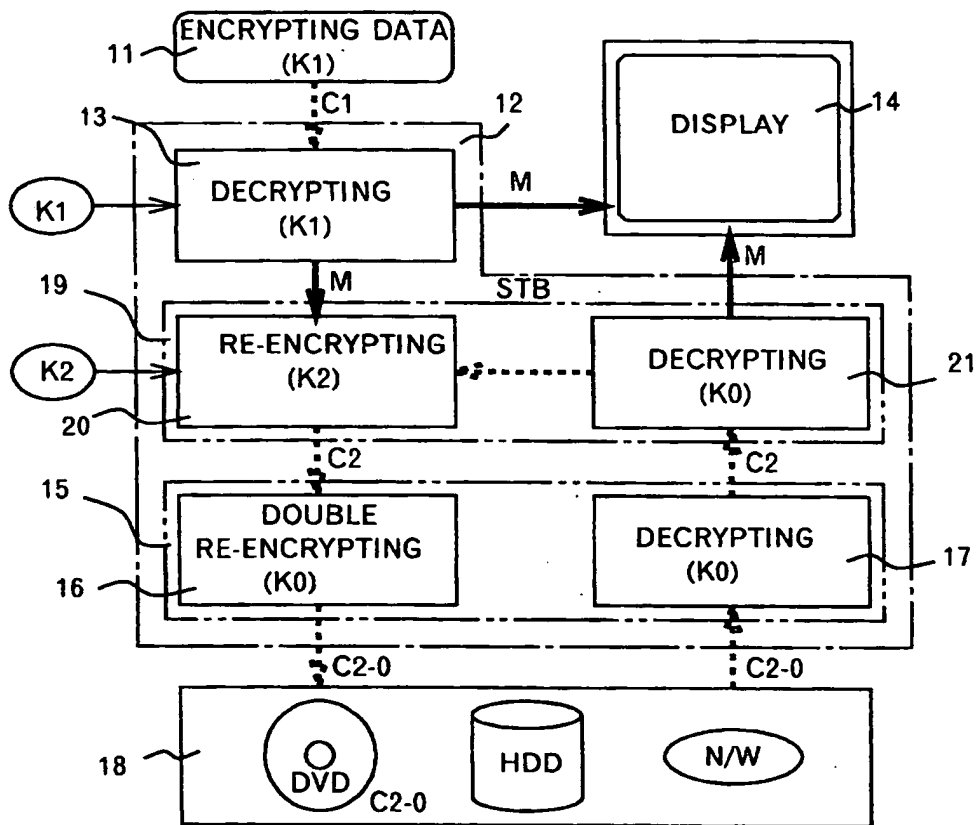 ENCRYPTING DATA
(K1)
11
C1
12
13
DECRYPTING
(K1)
K1
M
DISPLAY
14
M
M
STB
19
RE-ENCRYPTING
(K2)
K2
20
DECRYPTING
(K0)
21
C2
C2
15
DOUBLE
RE-ENCRYPTING
(K0)
16
DECRYPTING
(K0)
17
C2-0
C2-0
18
DVD
C2-0
HDD
N/W